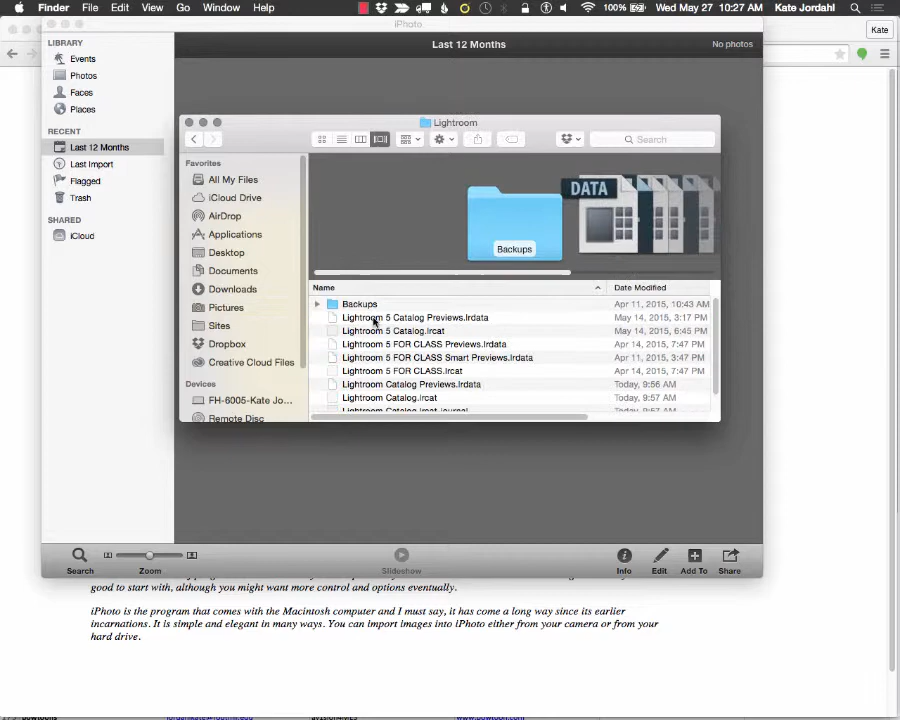 Finder File Edit View Go Window Help 100% Wed May 27 10:27 AM Kate Jordahl
iPhoto
Kate
LIBRARY
Last 12 Months
No photos
Events
Photos
Faces
Places
RECENT
Last 12 Months
Last Import
Flagged
Trash
SHARED
iCloud
Lightroom
Search
Favorites
All My Files
iCloud Drive
AirDrop
Applications
Desktop
Documents
Downloads
Pictures
Sites
Dropbox
Creative Cloud Files
Devices
FH-6005-Kate Jo...
Remote Disc
DATA
Backups
Name Date Modified
Backups Apr 11, 2015, 10:43 AM
Lightroom 5 Catalog Previews.lrdata May 14, 2015, 3:17 PM
Lightroom 5 Catalog.lrcat May 14, 2015, 6:45 PM
Lightroom 5 FOR CLASS Previews.lrdata Apr 14, 2015, 7:47 PM
Lightroom 5 FOR CLASS Smart Previews.lrdata Apr 11, 2015, 3:47 PM
Lightroom 5 FOR CLASS.lrcat Apr 14, 2015, 7:47 PM
Lightroom Catalog Previews.lrdata Today, 9:56 AM
Lightroom Catalog.lrcat Today, 9:57 AM
Lightroom Catalog.lrcat-journal Today, 9:57 AM
Search Zoom Slideshow Info Edit Add To Share
good to start with, although you might want more control and options eventually.
iPhoto is the program that comes with the Macintosh computer and I must say, it has come a long way since its earlier
incarnations. It is simple and elegant in many ways. You can import images into iPhoto either from your camera or from your
hard drive.